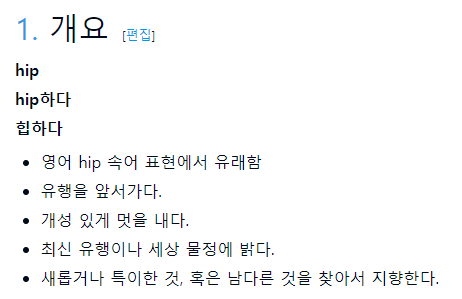 1. 개요 [편집]
hip
hip하다
힙하다
영어 hip 속어 표현에서 유래함
유행을 앞서가다.
개성 있게 멋을 내다.
최신 유행이나 세상 물정에 밝다.
새롭거나 특이한 것, 혹은 남다른 것을 찾아서 지향한다.